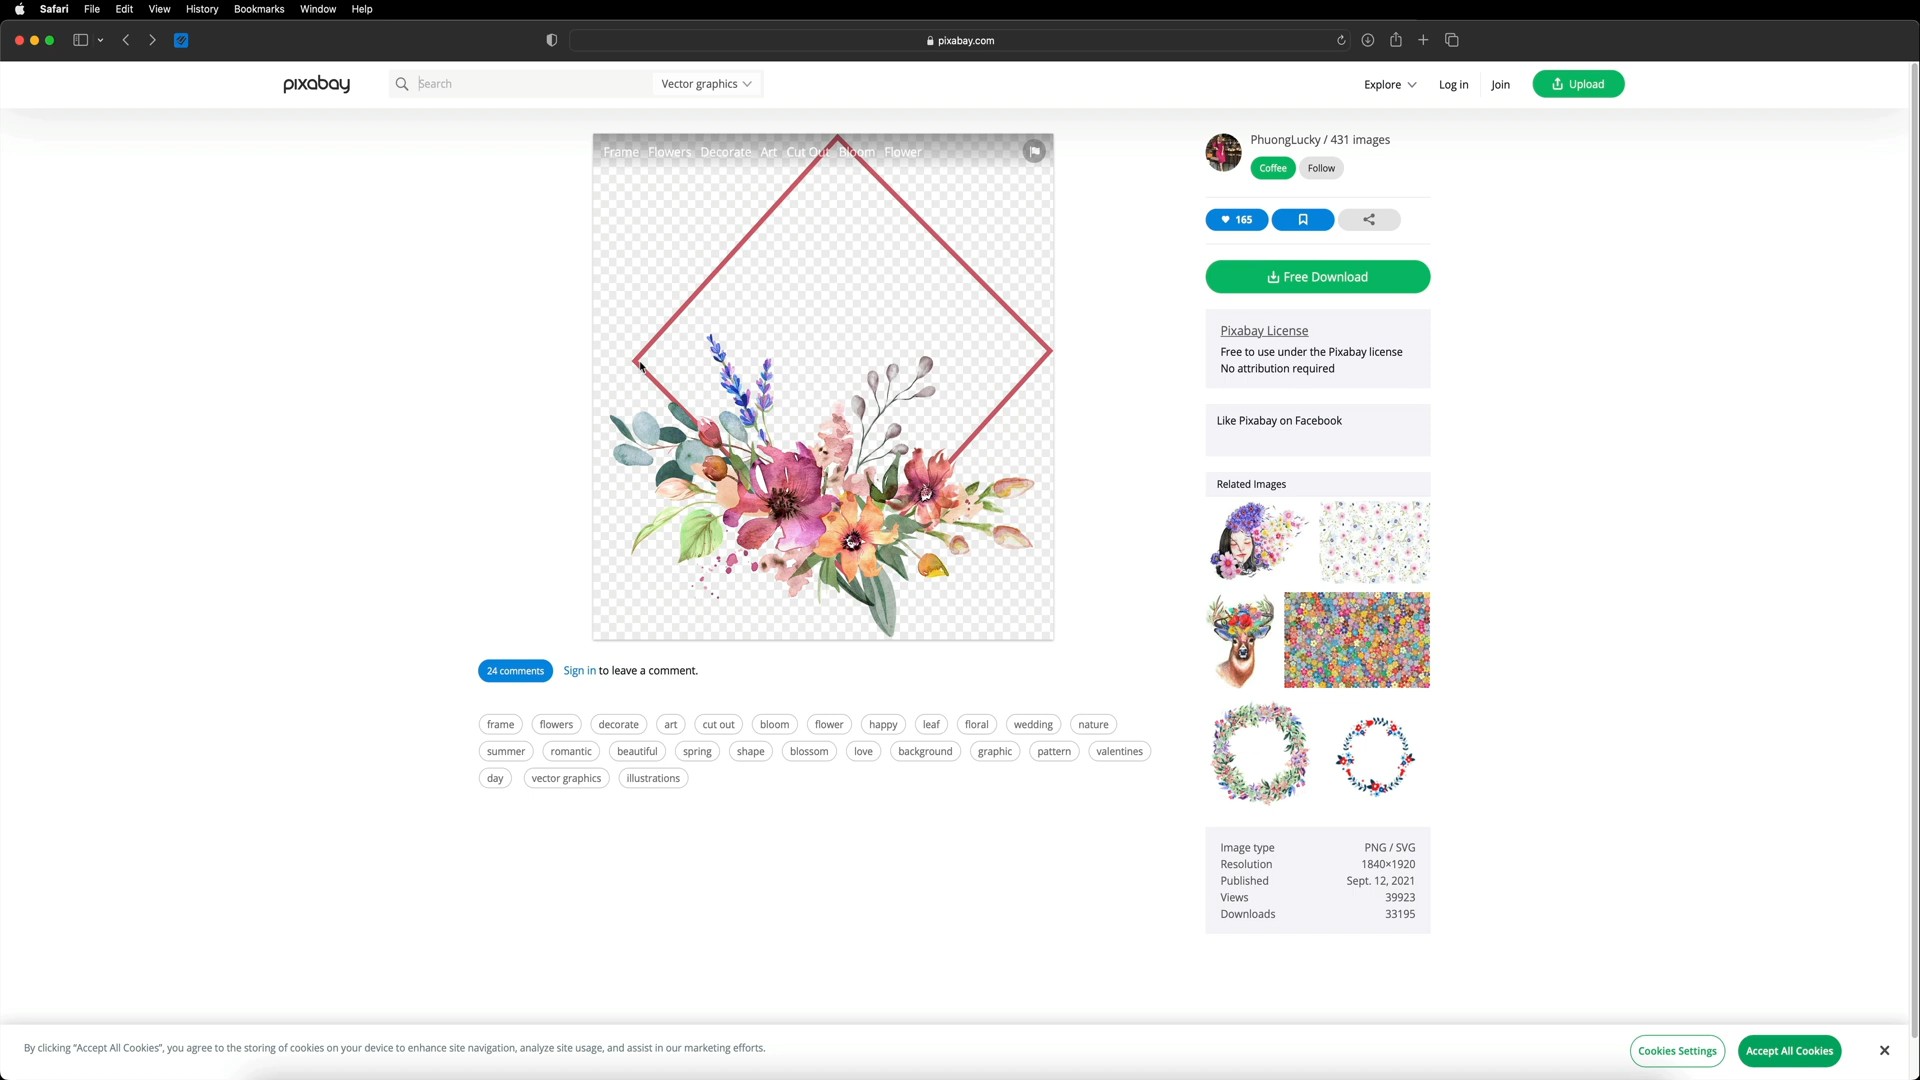 Safari File Edit View History Bookmarks Window Help
pixabay.com
pixabay Search Vector graphics Explore Log in Join Upload
Frame Flowers Decorate Art Cut Out Bloom Flower
PhuongLucky / 431 images
Coffee Follow
165
Free Download
Pixabay License
Free to use under the Pixabay license
No attribution required
Like Pixabay on Facebook
Related Images
24 comments Sign in to leave a comment.
frame flowers decorate art cut out bloom flower happy leaf floral wedding nature
summer romantic beautiful spring shape blossom love background graphic pattern valentines
day vector graphics illustrations
Image type PNG / SVG
Resolution 1840×1920
Published Sept. 12, 2021
Views 39923
Downloads 33195
By clicking “Accept All Cookies”, you agree to the storing of cookies on your device to enhance site navigation, analyze site usage, and assist in our marketing efforts.
Cookies Settings Accept All Cookies